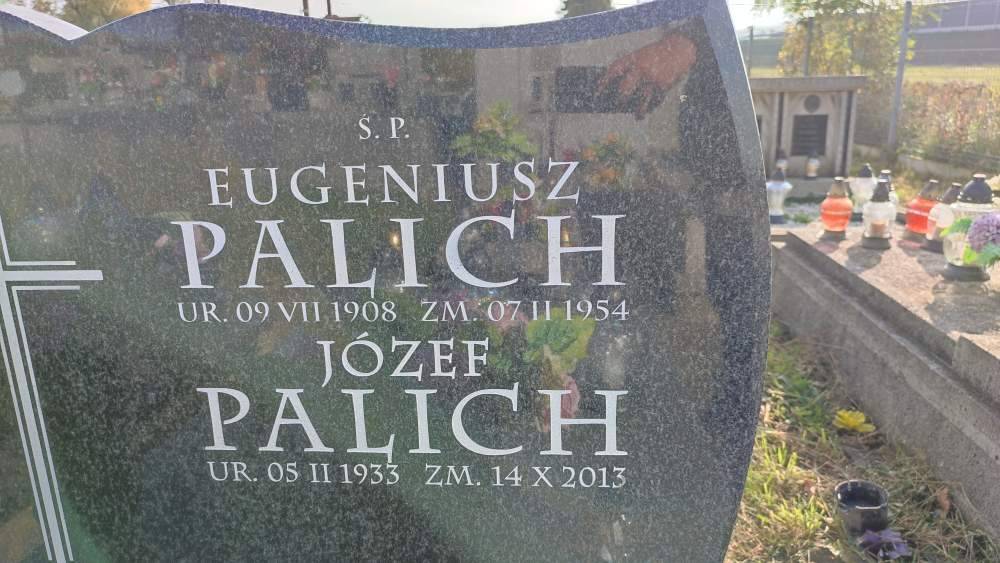 Ś.P.
EUGENIUSZ
PALICH
UR. 09 VII 1908 ZM. 07 II 1954
JÓZEF
PALICH
UR. 05 II 1933 ZM. 14 X 2013